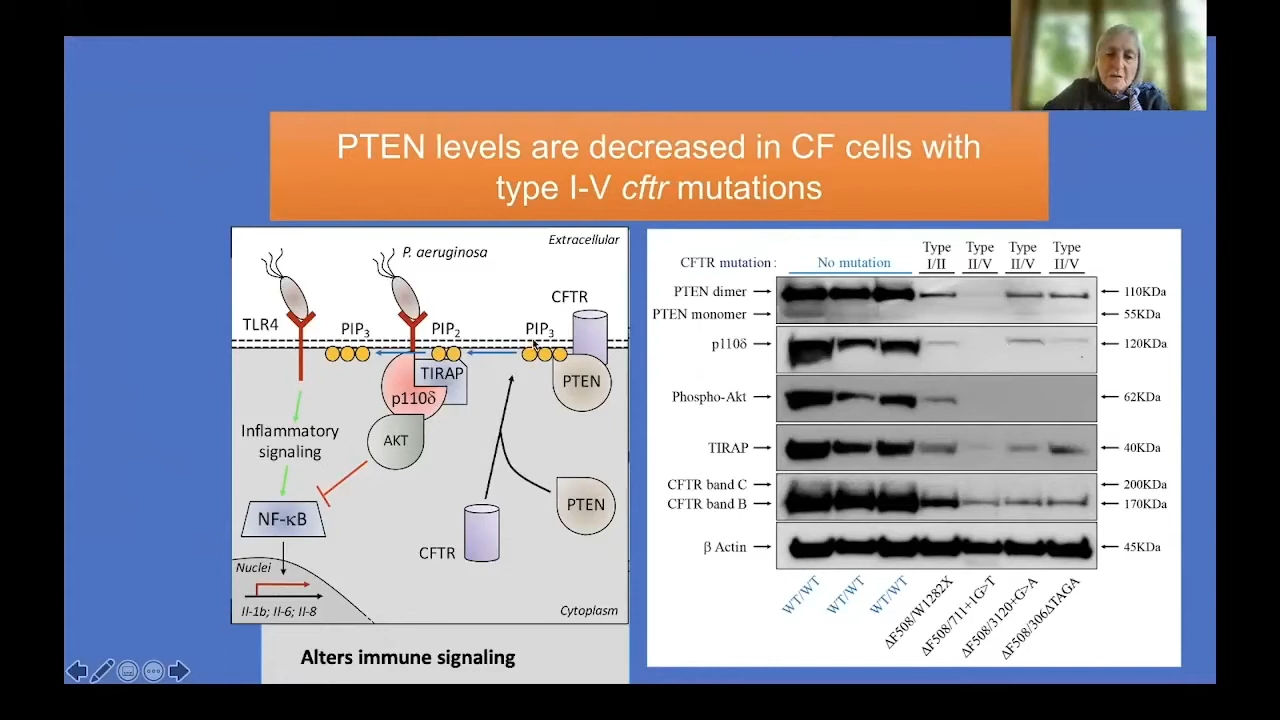 PTEN levels are decreased in CF cells with
type I-V cftr mutations
Extracellular
P. aeruginosa
CFTR
TLR4
PIP3
PIP2
PIP3
TIRAP
PTEN
p110δ
AKT
Inflammatory
signaling
NF-κB
PTEN
CFTR
Nuclei
Il-1b; Il-6; Il-8
Cytoplasm
Alters immune signaling
CFTR mutation:
No mutation
Type
I/II
Type
II/V
Type
II/V
Type
II/V
PTEN dimer
110KDa
PTEN monomer
55KDa
p110δ
120KDa
Phospho-Akt
62KDa
TIRAP
40KDa
CFTR band C
200KDa
CFTR band B
170KDa
β Actin
45KDa
WT/WT
WT/WT
WT/WT
ΔF508/W1282X
ΔF508/711+1G>T
ΔF508/3120+G>A
ΔF508/306ΔTAGA